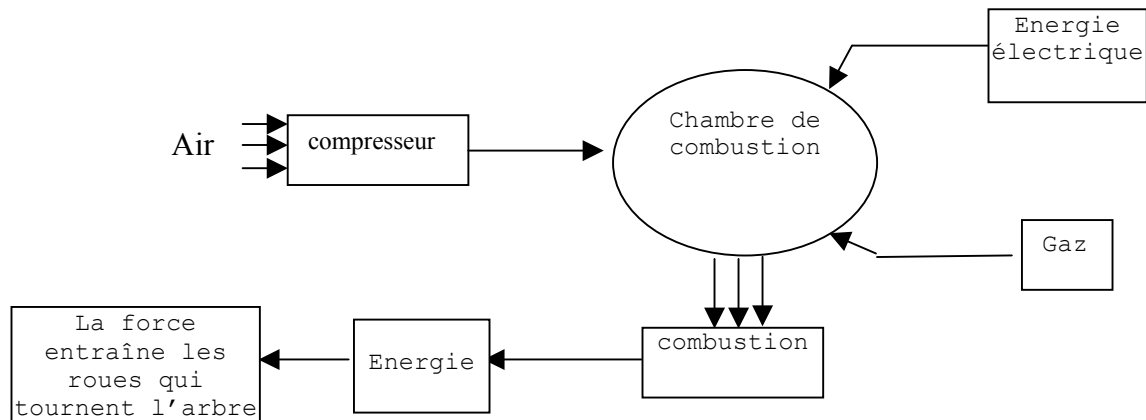 Energie
électrique
Chambre de
combustion
Air
compresseur
Gaz
combustion
Energie
La force
entraîne les
roues qui
tournent l’arbre